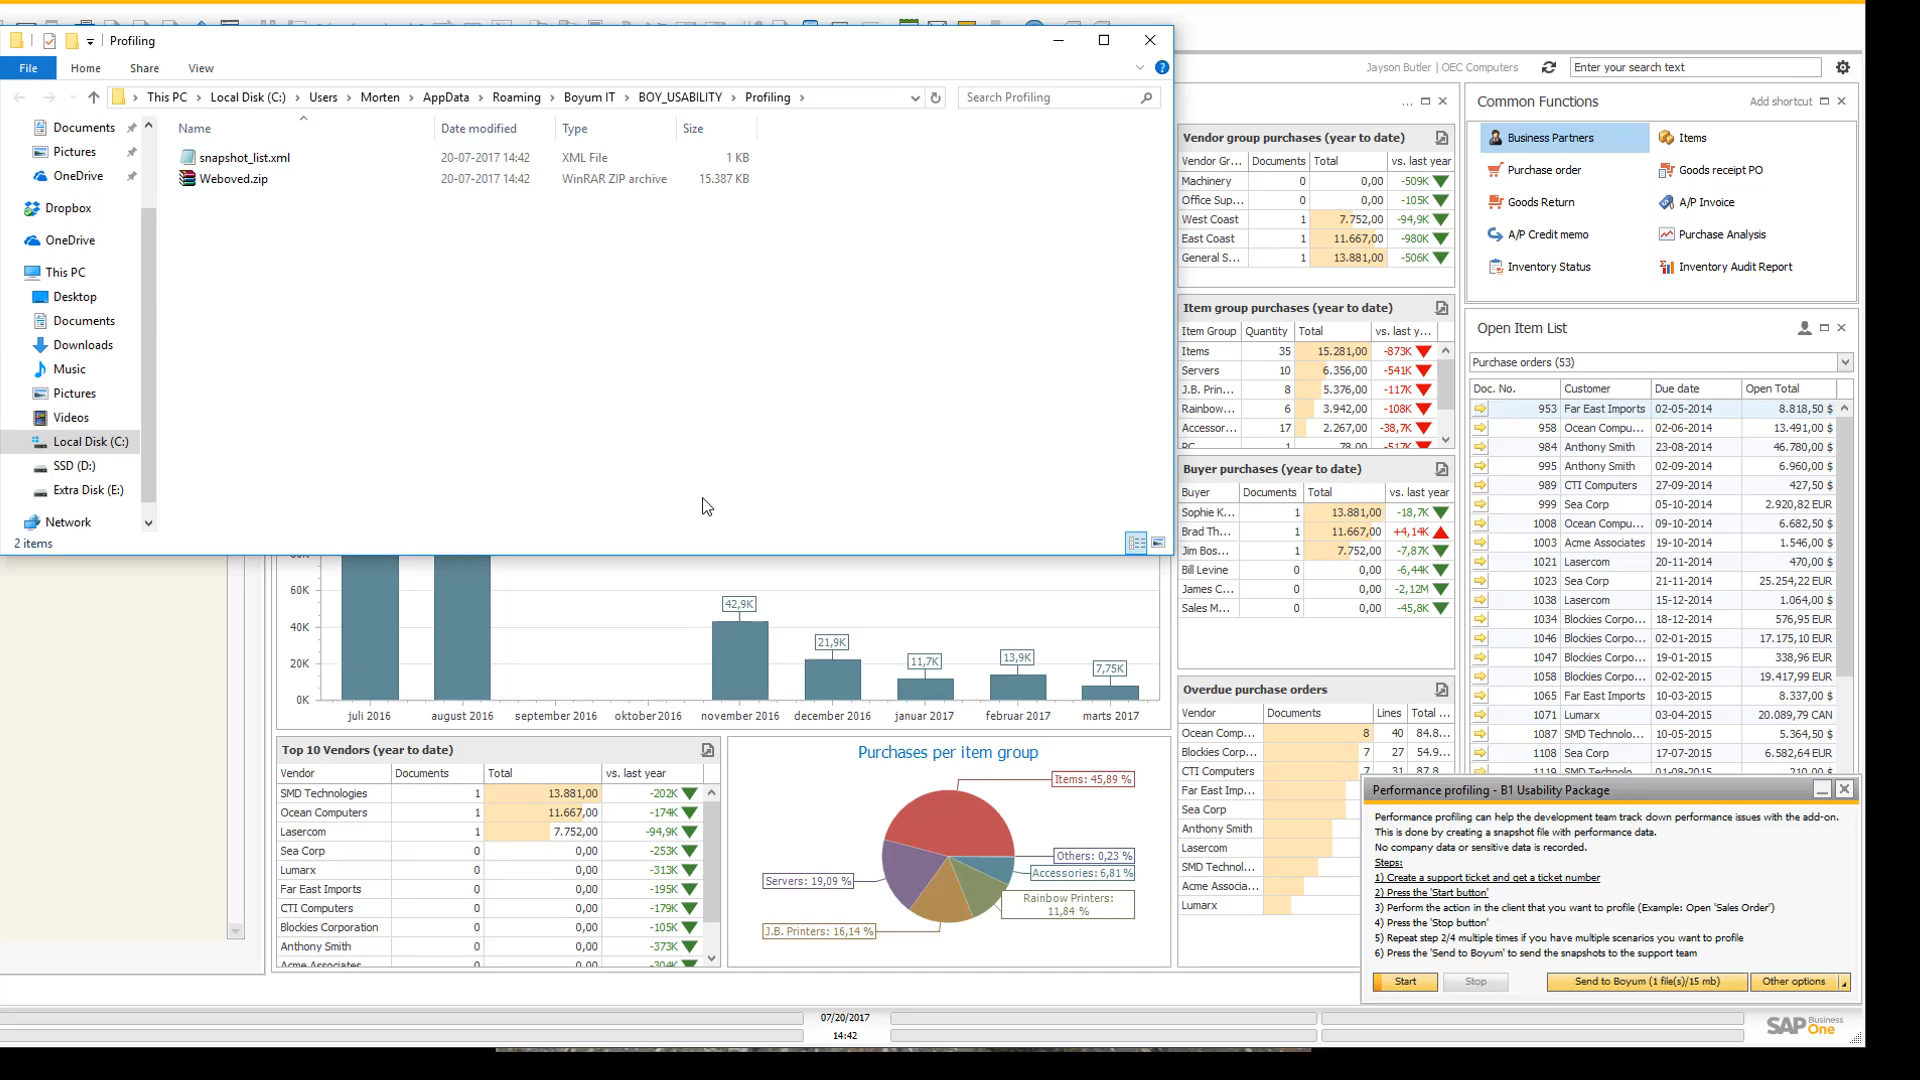 Profiling
File Home Share View
This PC Local Disk (C:) Users Morten AppData Roaming Boyum IT BOY_USABILITY Profiling
Search Profiling
Documents
Pictures
OneDrive
Dropbox
OneDrive
This PC
Desktop
Documents
Downloads
Music
Pictures
Videos
Local Disk (C:)
SSD (D:)
Extra Disk (E:)
Network
Name Date modified Type Size
snapshot_list.xml 20-07-2017 14:42 XML File 1 KB
Weboved.zip 20-07-2017 14:42 WinRAR ZIP archive 15.387 KB
2 items
Jayson Butler | OEC Computers
Enter your search text
...
Vendor group purchases (year to date)
Vendor Gr... Documents Total vs. last year
Machinery 0 0,00 -509K
Office Sup... 0 0,00 -105K
West Coast 1 7.752,00 -94,9K
East Coast 1 11.667,00 -980K
General S... 1 13.881,00 -506K
Item group purchases (year to date)
Item Group Quantity Total vs. last y...
Items 35 15.281,00 -873K
Servers 10 6.356,00 -541K
J.B. Prin... 8 5.376,00 -117K
Rainbow... 6 3.942,00 -108K
Accessor... 17 2.267,00 -38,7K
PC 78,00 -517K
Buyer purchases (year to date)
Buyer Documents Total vs. last year
Sophie K... 1 13.881,00 -18,7K
Brad Th... 1 11.667,00 +4,14K
Jim Bos... 1 7.752,00 -7,87K
Bill Levine 0 0,00 -6,44K
James C... 0 0,00 -2,12M
Sales M... 0 0,00 -45,8K
Overdue purchase orders
Vendor Documents Lines Total ...
Ocean Comp... 8 40 84.8...
Blockies Corp... 7 27 54.9...
CTI Computers 7 31 87.8
Far East Imp...
Sea Corp
Anthony Smith
Lasercom
SMD Technol...
Acme Associa...
Lumarx
Common Functions
Add shortcut
Business Partners Items
Purchase order Goods receipt PO
Goods Return A/P Invoice
A/P Credit memo Purchase Analysis
Inventory Status Inventory Audit Report
Open Item List
Purchase orders (53)
Doc. No. Customer Due date Open Total
953 Far East Imports 02-05-2014 8.818,50 $
958 Ocean Compu... 02-06-2014 13.491,00 $
984 Anthony Smith 23-08-2014 46.780,00 $
995 Anthony Smith 02-09-2014 6.960,00 $
989 CTI Computers 27-09-2014 427,50 $
999 Sea Corp 05-10-2014 2.920,82 EUR
1008 Ocean Compu... 09-10-2014 6.682,50 $
1003 Acme Associates 19-10-2014 1.546,00 $
1021 Lasercom 20-11-2014 470,00 $
1023 Sea Corp 21-11-2014 25.254,22 EUR
1038 Lasercom 15-12-2014 1.064,00 $
1034 Blockies Corpo... 18-12-2014 576,95 EUR
1046 Blockies Corpo... 02-01-2015 17.175,10 EUR
1047 Blockies Corpo... 19-01-2015 338,96 EUR
1058 Blockies Corpo... 02-02-2015 19.417,99 EUR
1065 Far East Imports 10-03-2015 8.337,00 $
1071 Lumarx 03-04-2015 20.089,79 CAN
1087 SMD Technolo... 10-05-2015 5.364,50 $
1108 Sea Corp 17-07-2015 6.582,64 EUR
1119 SMD Technolo... 01-08-2015 210,00 $
60K
40K
20K
0K
42,9K
21,9K
11,7K
13,9K
7,75K
juli 2016 august 2016 september 2016 oktober 2016 november 2016 december 2016 januar 2017 februar 2017 marts 2017
Top 10 Vendors (year to date)
Vendor Documents Total vs. last year
SMD Technologies 1 13.881,00 -202K
Ocean Computers 1 11.667,00 -174K
Lasercom 1 7.752,00 -94,9K
Sea Corp 0 0,00 -253K
Lumarx 0 0,00 -313K
Far East Imports 0 0,00 -195K
CTI Computers 0 0,00 -179K
Blockies Corporation 0 0,00 -105K
Anthony Smith 0 0,00 -373K
Acme Associates 0 0,00 -304K
Purchases per item group
Items: 45,89 %
Others: 0,23 %
Accessories: 6,81 %
Rainbow Printers:
11,84 %
Servers: 19,09 %
J.B. Printers: 16,14 %
Performance profiling - B1 Usability Package
Performance profiling can help the development team track down performance issues with the add-on.
This is done by creating a snapshot file with performance data.
No company data or sensitive data is recorded.
Steps:
1) Create a support ticket and get a ticket number
2) Press the 'Start button'
3) Perform the action in the client that you want to profile (Example: Open 'Sales Order')
4) Press the 'Stop button'
5) Repeat step 2/4 multiple times if you have multiple scenarios you want to profile
6) Press the 'Send to Boyum' to send the snapshots to the support team
Start Stop Send to Boyum (1 file(s)/15 mb) Other options
07/20/2017
14:42
SAP Business One